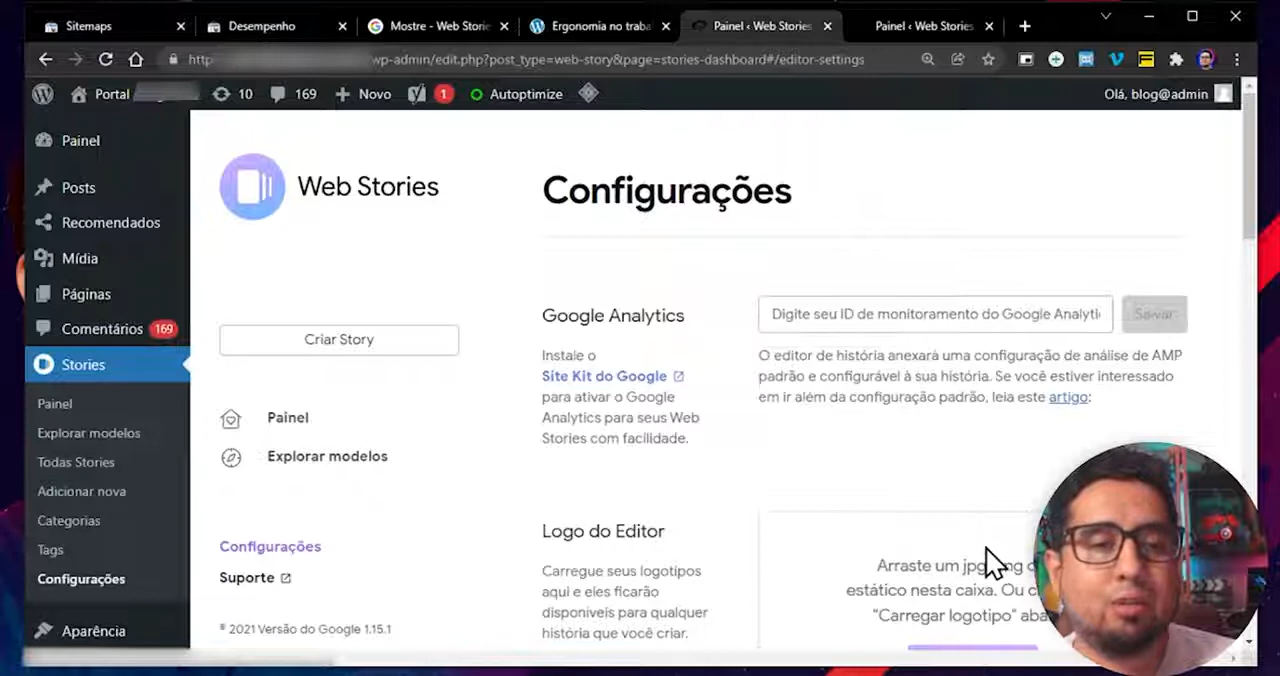 Sitemaps
Desempenho
Mostre - Web Storie
Ergonomia no traba
Painel ‹ Web Stories
Painel ‹ Web Stories
http
wp-admin/edit.php?post_type=web-story&page=stories-dashboard#/editor-settings
Portal
10
169
Novo
1
Autoptimize
Olá, blog@admin
Painel
Posts
Recomendados
Mídia
Páginas
Comentários 169
Stories
Painel
Explorar modelos
Todas Stories
Adicionar nova
Categorias
Tags
Configurações
Aparência
Web Stories
Criar Story
Painel
Explorar modelos
Configurações
Suporte
© 2021 Versão do Google 1.15.1
Configurações
Google Analytics
Instale o
Site Kit do Google
para ativar o Google
Analytics para seus Web
Stories com facilidade.
Digite seu ID de monitoramento do Google Analyti
Salvar
O editor de história anexará uma configuração de análise de AMP
padrão e configurável à sua história. Se você estiver interessado
em ir além da configuração padrão, leia este artigo:
Logo do Editor
Carregue seus logotipos
aqui e eles ficarão
disponíveis para qualquer
história que você criar.
Arraste um jpg
estático nesta caixa. Ou
"Carregar logotipo" aba